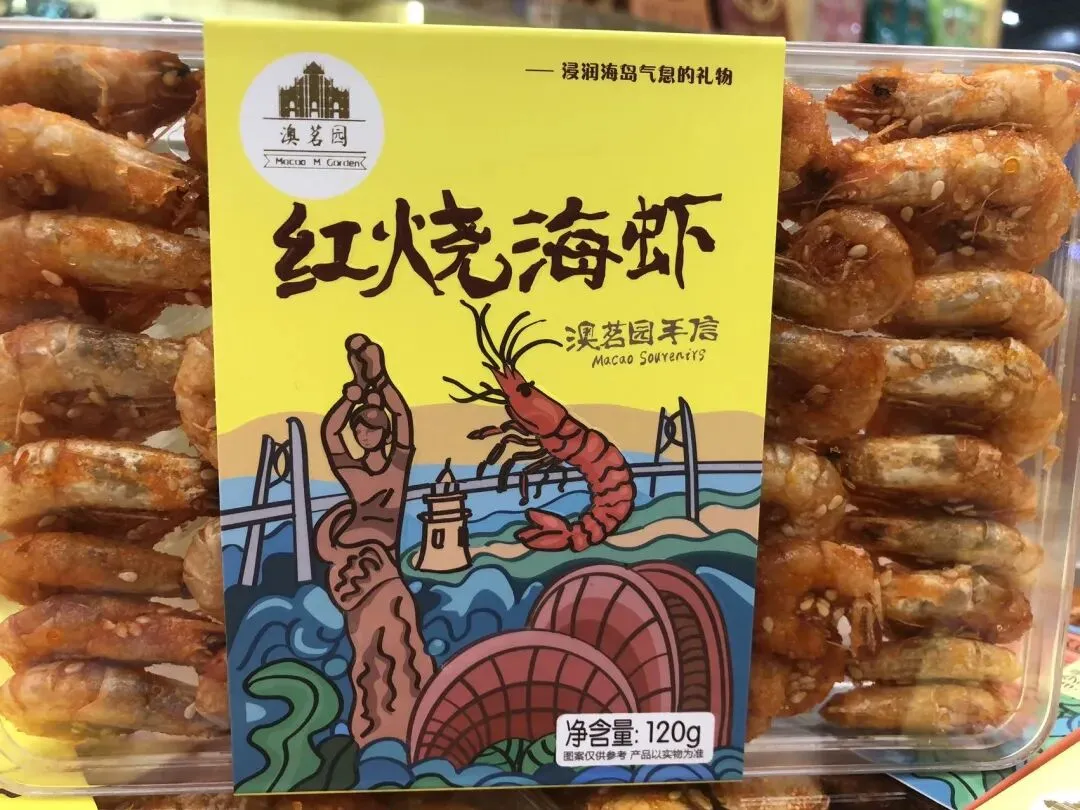 —— 浸润海岛气息的礼物
澳茗园
Macao M Garden
红烧海虾
澳茗园手信
Macao Souvenirs
净含量: 120g
图案仅供参考 产品以实物为准